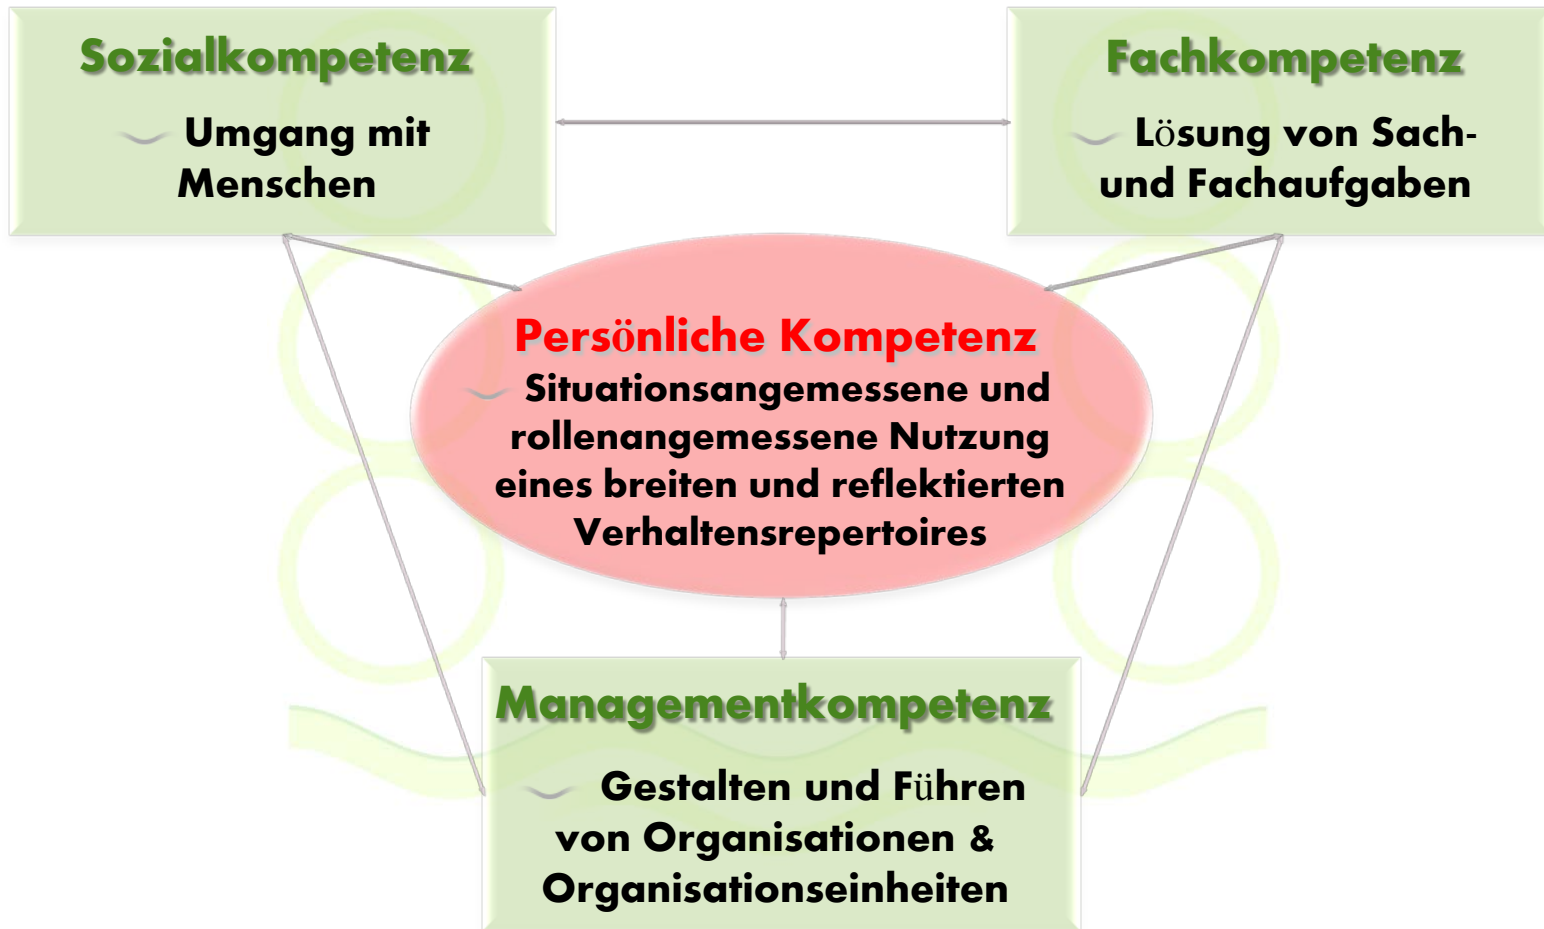 Sozialkompetenz
Umgang mit
Menschen
Fachkompetenz
Lösung von Sach-
und Fachaufgaben
Persönliche Kompetenz
Situationsangemessene und
rollenangemessene Nutzung
eines breiten und reflektierten
Verhaltensrepertoires
Managementkompetenz
Gestalten und Führen
von Organisationen &
Organisationseinheiten